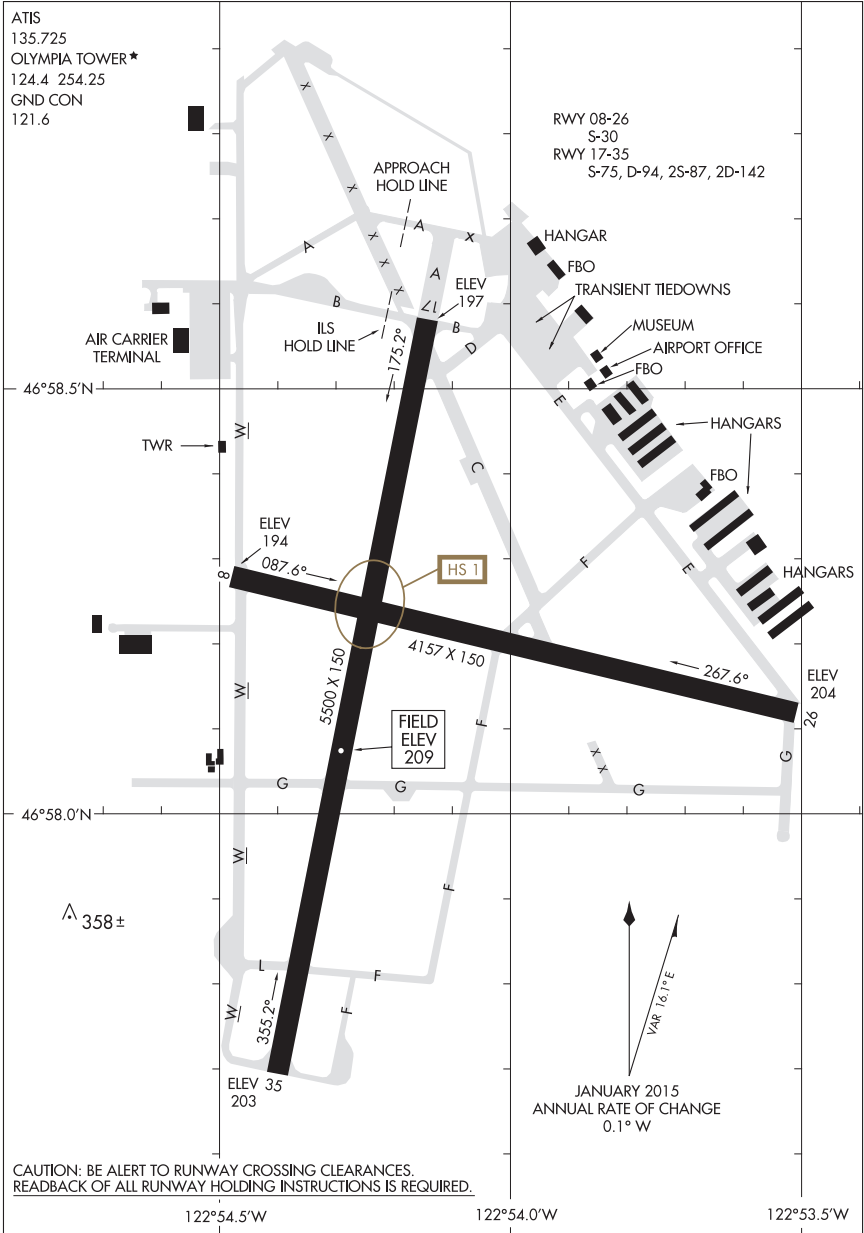 ATIS
135.725
OLYMPIA TOWER★
124.4 254.25
GND CON
121.6
RWY 08-26
S-30
RWY 17-35
S-75, D-94, 2S-87, 2D-142
APPROACH
HOLD LINE
X
X
X
X
X
X
A
A
X
A
B
B
D
ILS
HOLD LINE
ELEV
197
17
175.2°
HANGAR
FBO
TRANSIENT TIEDOWNS
MUSEUM
AIRPORT OFFICE
FBO
HANGARS
FBO
HANGARS
AIR CARRIER
TERMINAL
46°58.5'N
TWR
W
C
E
E
F
ELEV
194
8
087.6°
HS 1
4157 X 150
5500 X 150
267.6°
ELEV
204
26
W
F
FIELD
ELEV
209
X X
G
G
G
G
46°58.0'N
W
F
358±
L
F
F
W
355.2°
ELEV
203
35
VAR 16.1° E
JANUARY 2015
ANNUAL RATE OF CHANGE
0.1° W
CAUTION: BE ALERT TO RUNWAY CROSSING CLEARANCES.
READBACK OF ALL RUNWAY HOLDING INSTRUCTIONS IS REQUIRED.
122°54.5'W
122°54.0'W
122°53.5'W